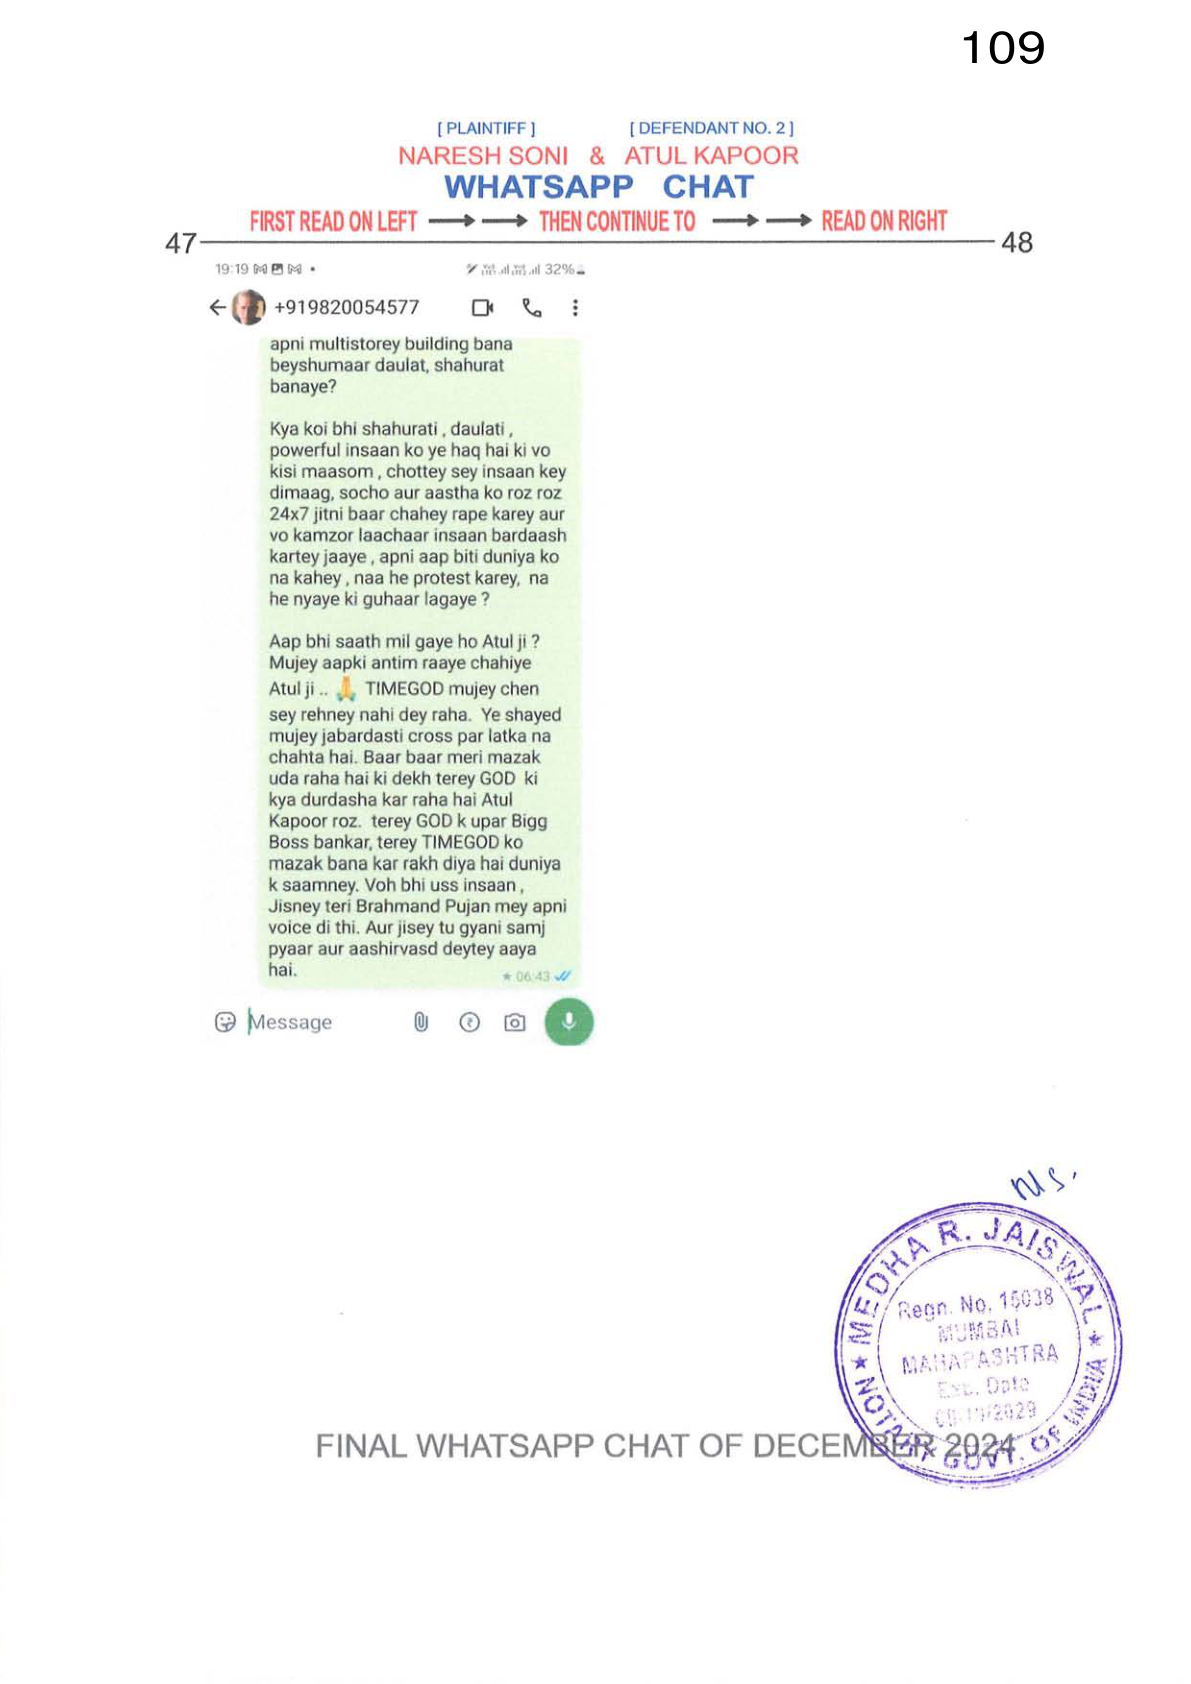 109
[ PLAINTIFF ] [ DEFENDANT NO. 2 ]
NARESH SONI & ATUL KAPOOR
WHATSAPP CHAT
FIRST READ ON LEFT THEN CONTINUE TO READ ON RIGHT
47 48
19:19 32%
+919820054577
apni multistorey building bana
beyshumaar daulat, shahurat
banaye?
Kya koi bhi shahurati , daulati ,
powerful insaan ko ye haq hai ki vo
kisi maasom , chottey sey insaan key
dimaag, socho aur aastha ko roz roz
24x7 jitni baar chahey rape karey aur
vo kamzor laachaar insaan bardaash
kartey jaaye , apni aap biti duniya ko
na kahey , naa he protest karey, na
he nyaye ki guhaar lagaye ?
Aap bhi saath mil gaye ho Atul ji ?
Mujey aapki antim raaye chahiye
Atul ji .. 🙏 TIMEGOD mujey chen
sey rehney nahi dey raha. Ye shayed
mujey jabardasti cross par latka na
chahta hai. Baar baar meri mazak
uda raha hai ki dekh terey GOD ki
kya durdasha kar raha hai Atul
Kapoor roz. terey GOD k upar Bigg
Boss bankar, terey TIMEGOD ko
mazak bana kar rakh diya hai duniya
k saamney. Voh bhi uss insaan ,
Jisney teri Brahmand Pujan mey apni
voice di thi. Aur jisey tu gyani samj
pyaar aur aashirvasd deytey aaya
hai.
★ 06:43
Message
MEDHA R. JAISWAL
Regn. No. 15038
MUMBAI
MAHARASHTRA
Exp. Date
/2029
NOTARY GOVT. OF INDIA
FINAL WHATSAPP CHAT OF DECEMBER 2024